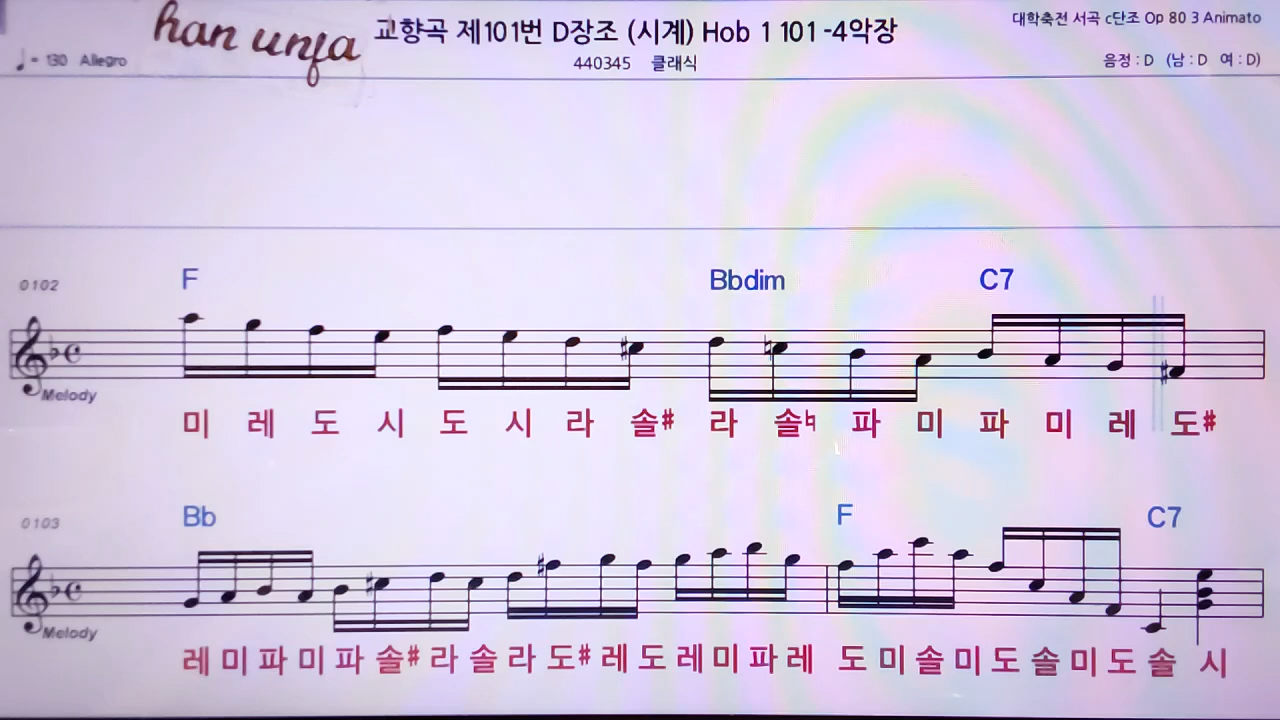 han unfa
교향곡 제101번 D장조 (시계) Hob 1 101 -4악장
대학축전 서곡 c단조 Op 80 3 Animato
♩= 130 Allegro
440345 클래식
음정 : D (남 : D 여 : D)
0102 F Bbdim C7
Melody
미 레 도 시 도 시 라 솔# 라 솔♮ 파 미 파 미 레 도#
0103 Bb F C7
Melody
레 미 파 미 파 솔# 라 솔 라 도# 레 도 레 미 파 레 도 미 솔 미 도 솔 미 도 솔 시